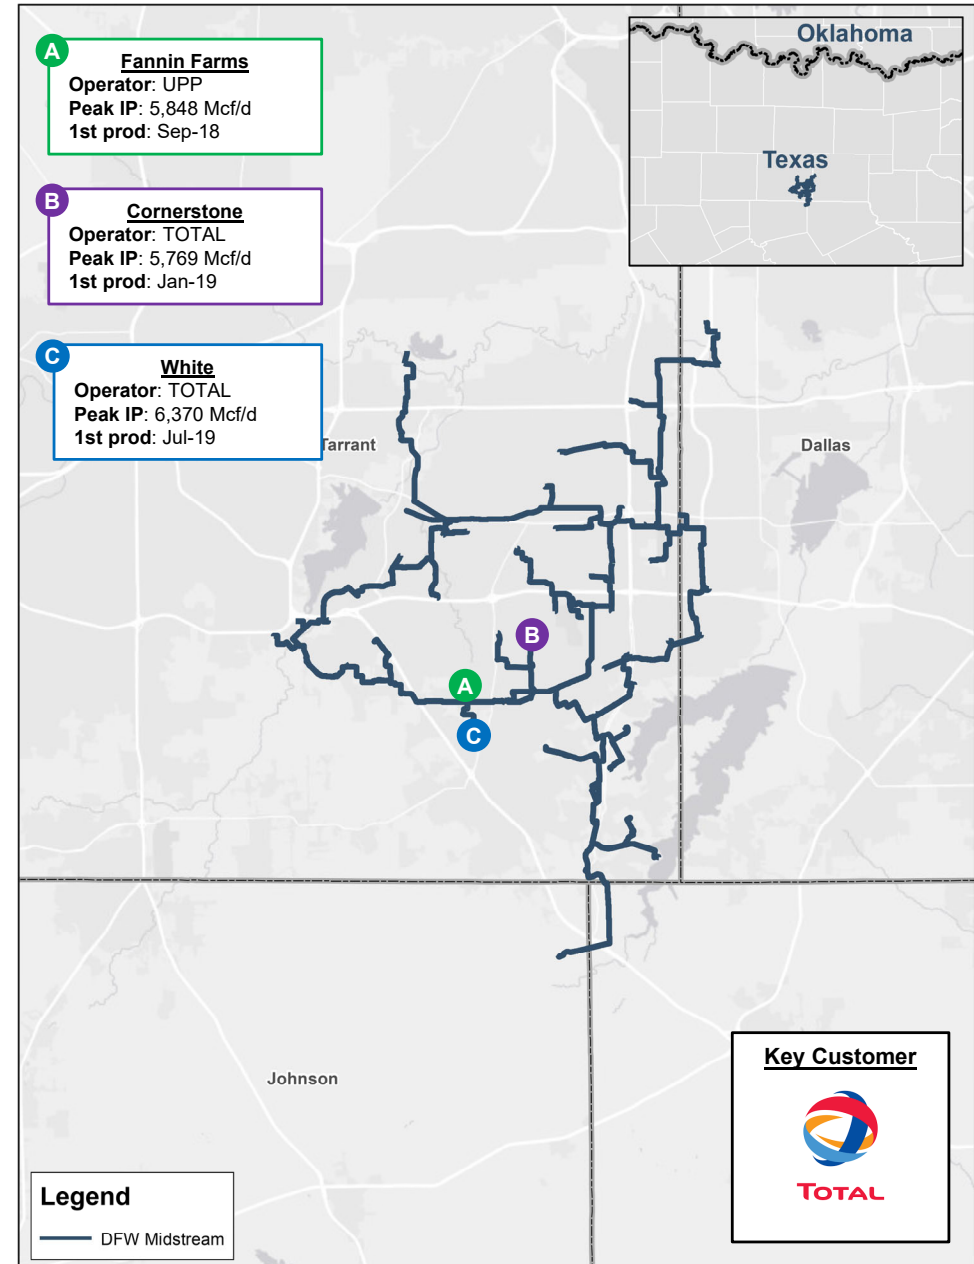 A
Fannin Farms
Operator: UPP
Peak IP: 5,848 Mcf/d
1st prod: Sep-18
B
Cornerstone
Operator: TOTAL
Peak IP: 5,769 Mcf/d
1st prod: Jan-19
C
White
Operator: TOTAL
Peak IP: 6,370 Mcf/d
1st prod: Jul-19
Oklahoma
Texas
Tarrant
Dallas
B
A
C
Johnson
Key Customer
TOTAL
Legend
DFW Midstream